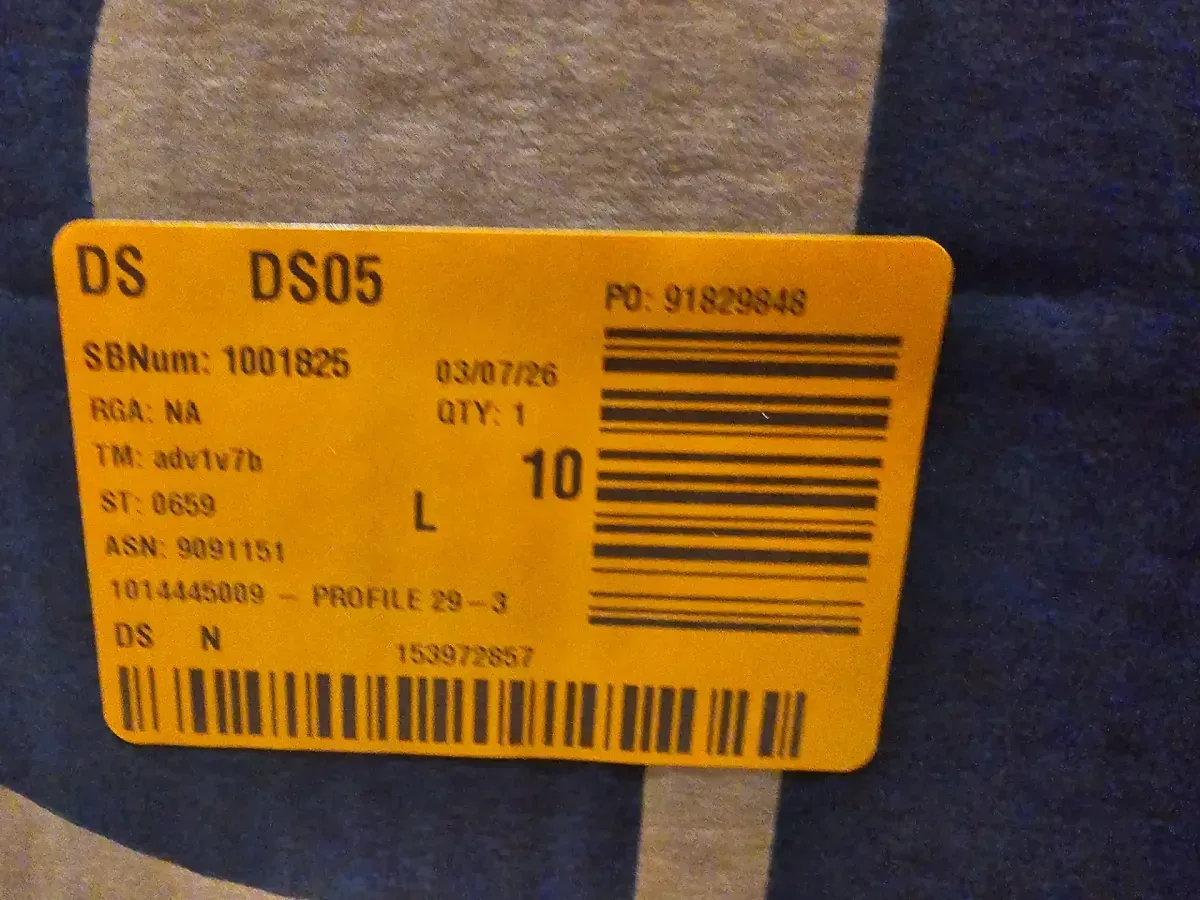 DS DS05
PO: 91829848
SBNum: 1001825 03/07/26
RGA: NA QTY: 1
TM: adv1v7b 10
ST: 0659 L
ASN: 9091151
1014445009 - PROFILE 29-3
DS N 153972857